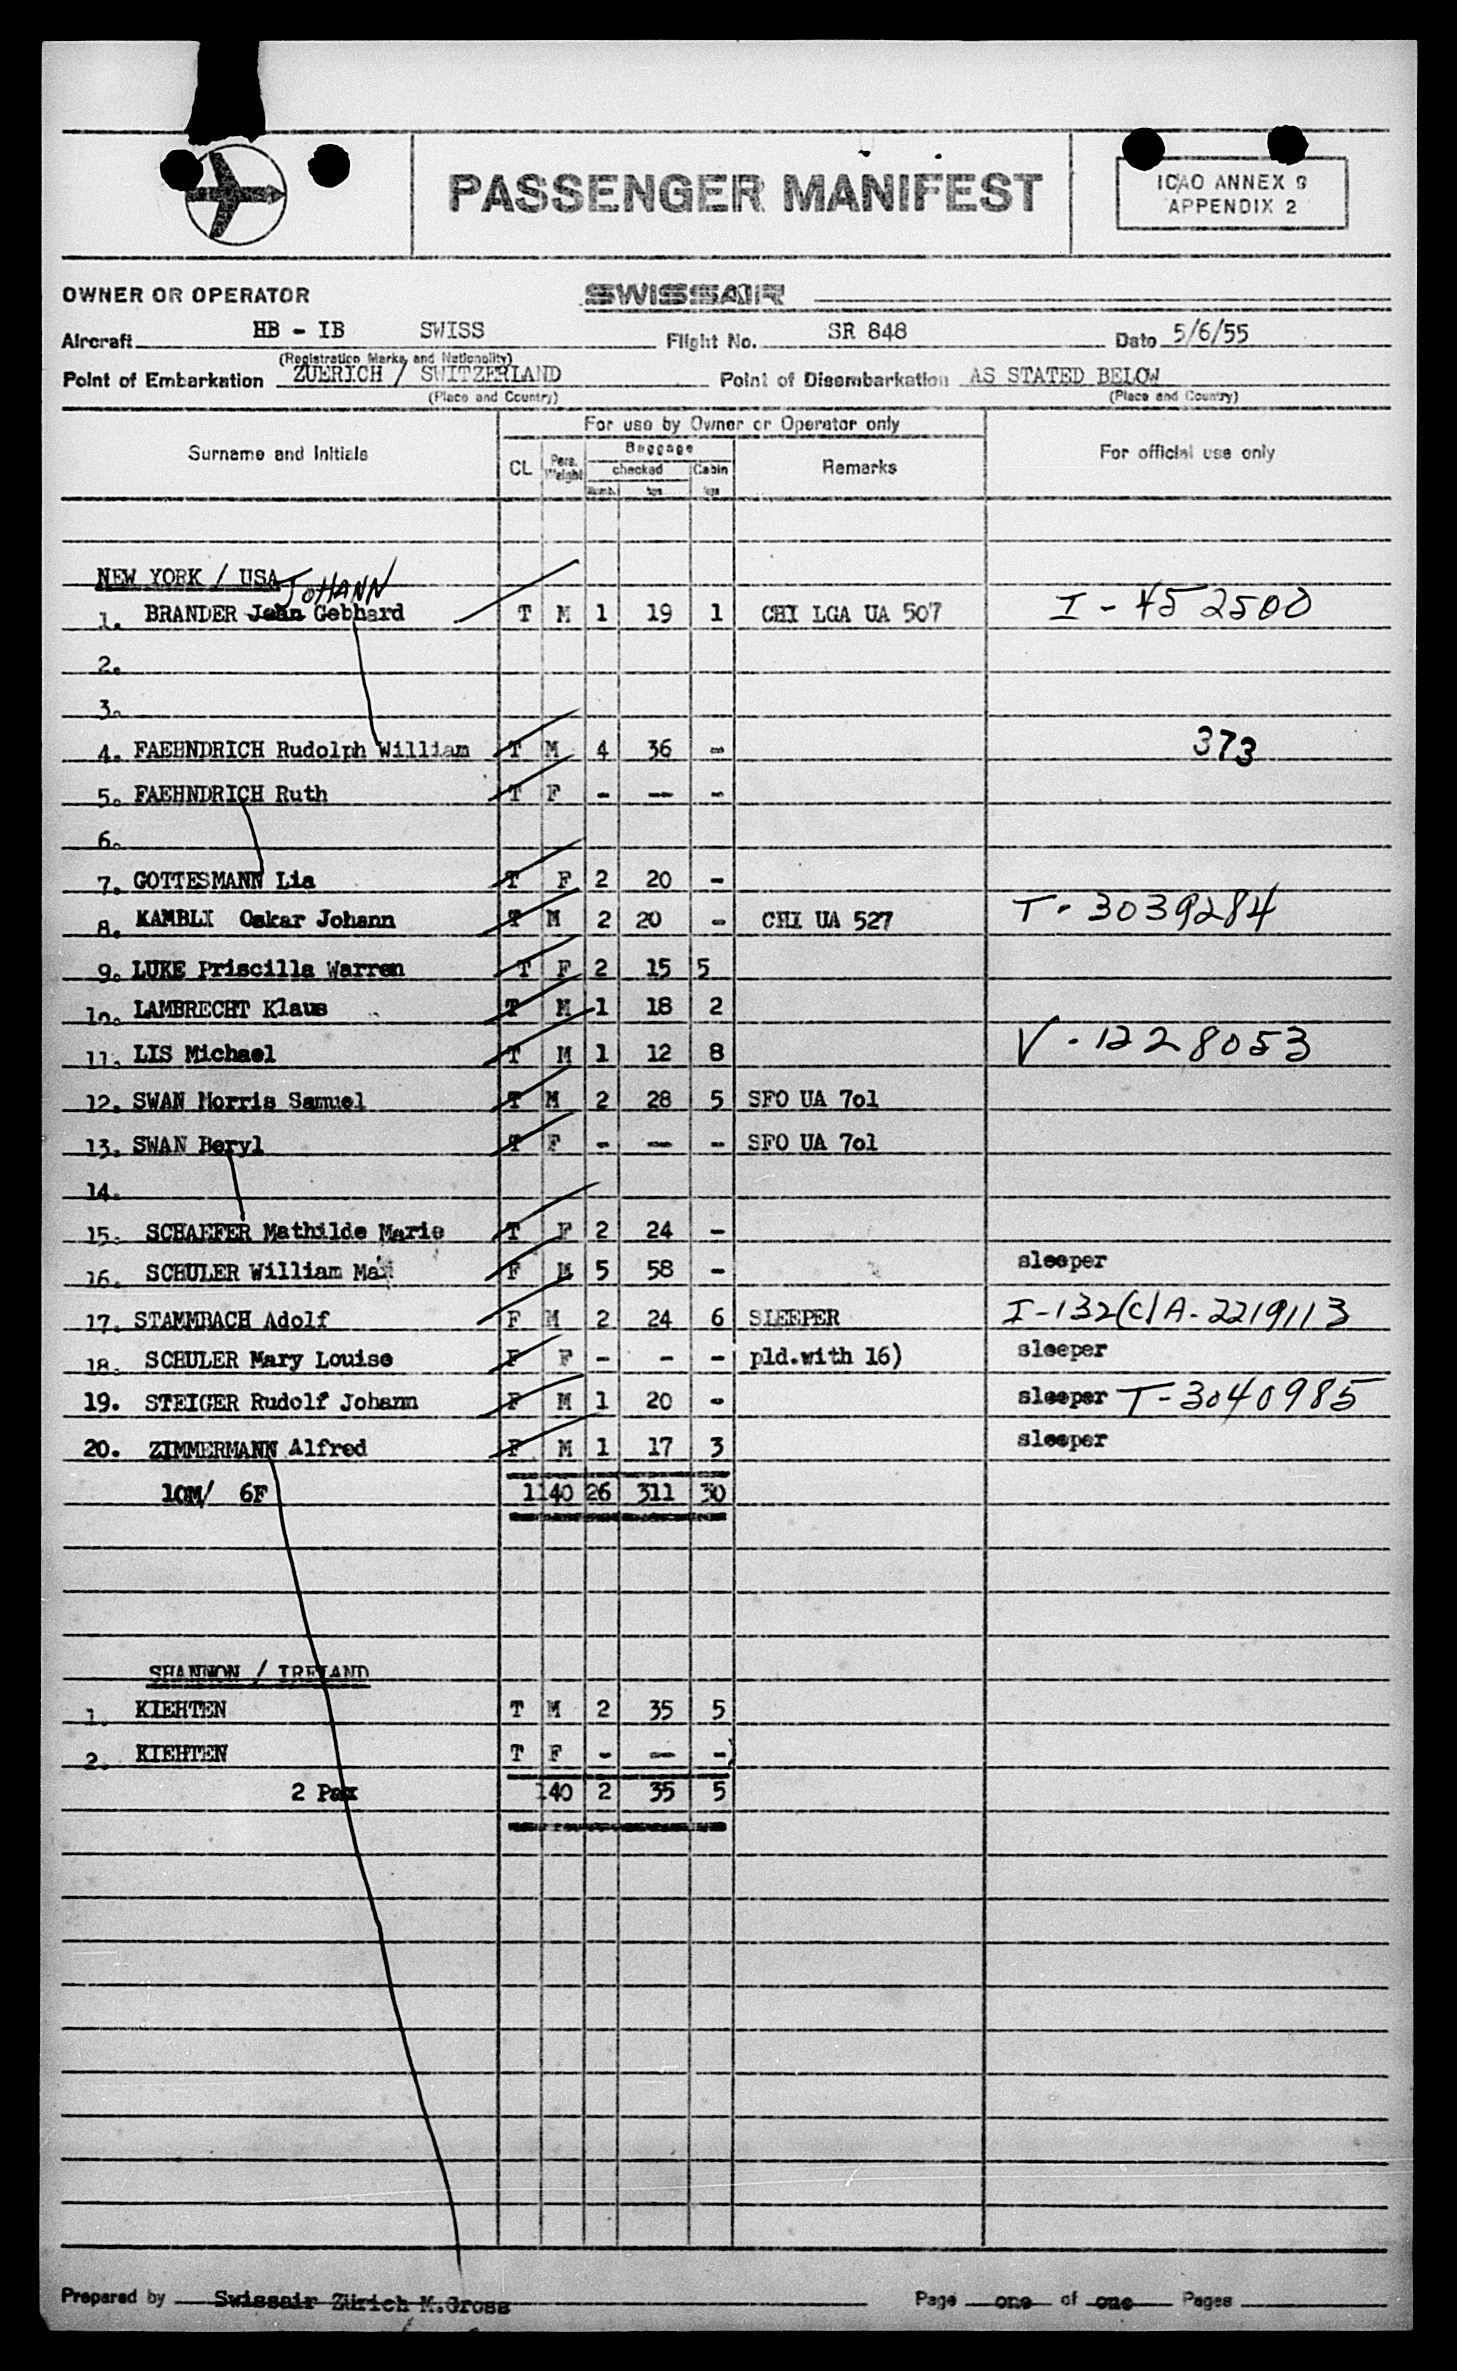 PASSENGER MANIFEST
ICAO ANNEX 9
APPENDIX 2
OWNER OR OPERATOR SWISSAIR
Aircraft HB - IB SWISS Flight No. SR 848 Date 5/6/55
(Registration Marks and Nationality)
Point of Embarkation ZUERICH / SWITZERLAND Point of Disembarkation AS STATED BELOW
(Place and Country) (Place and Country)
For use by Owner or Operator only
Surname and Initials CL Pers. Weight Baggage Remarks For official use only
checked Cabin
Numb. kgs kgs
NEW YORK / USA
JOHANN
1. BRANDER John Gebhard T M 1 19 1 CHI LGA UA 507 I - 452500
2.
3.
4. FAEHNDRICH Rudolph William T M 4 36 - 373
5. FAEHNDRICH Ruth T F - -- -
6.
7. GOTTESMANN Lia T F 2 20 -
8. KAMBLI Oskar Johann T M 2 20 - CHI UA 527 T - 3039284
9. LUKE Priscilla Warren T F 2 15 5
10. LAMBRECHT Klaus T M 1 18 2
11. LIS Michael T M 1 12 8 V - 1228053
12. SWAN Morris Samuel T M 2 28 5 SFO UA 7o1
13. SWAN Beryl T F - -- - SFO UA 7o1
14.
15. SCHAEFER Mathilde Marie T F 2 24 -
16. SCHULER William Max F M 5 58 - sleeper
17. STAMMBACH Adolf F M 2 24 6 SLEEPER I-132(c)A-2219113
18. SCHULER Mary Louise F F - - - pld.with 16) sleeper
19. STEIGER Rudolf Johann F M 1 20 - sleeper T-3040985
20. ZIMMERMANN Alfred F M 1 17 3 sleeper
10M/ 6F 1140 26 311 30
SHANNON / IRELAND
1. KIEHTEN T M 2 35 5
2. KIEHTEN T F - -- -)
2 Pax 140 2 35 5
Prepared by Swissair Zürich M.Gross Page one of one Pages